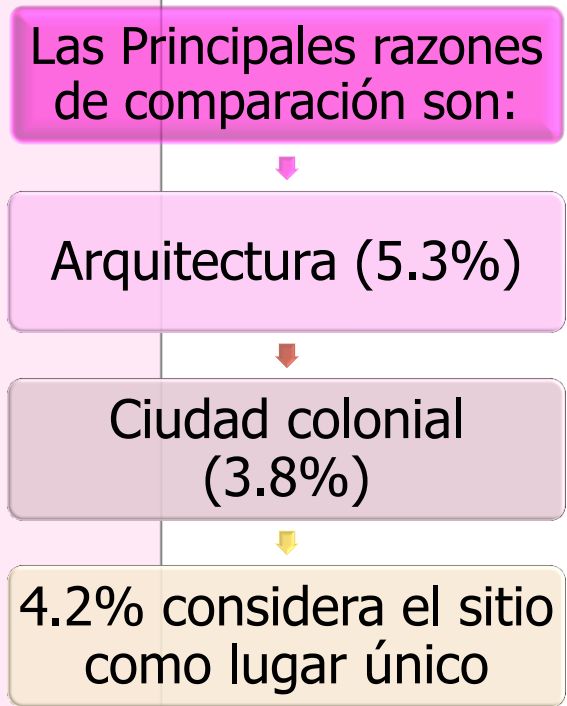 Las Principales razones
de comparación son:
Arquitectura (5.3%)
Ciudad colonial
(3.8%)
4.2% considera el sitio
como lugar único